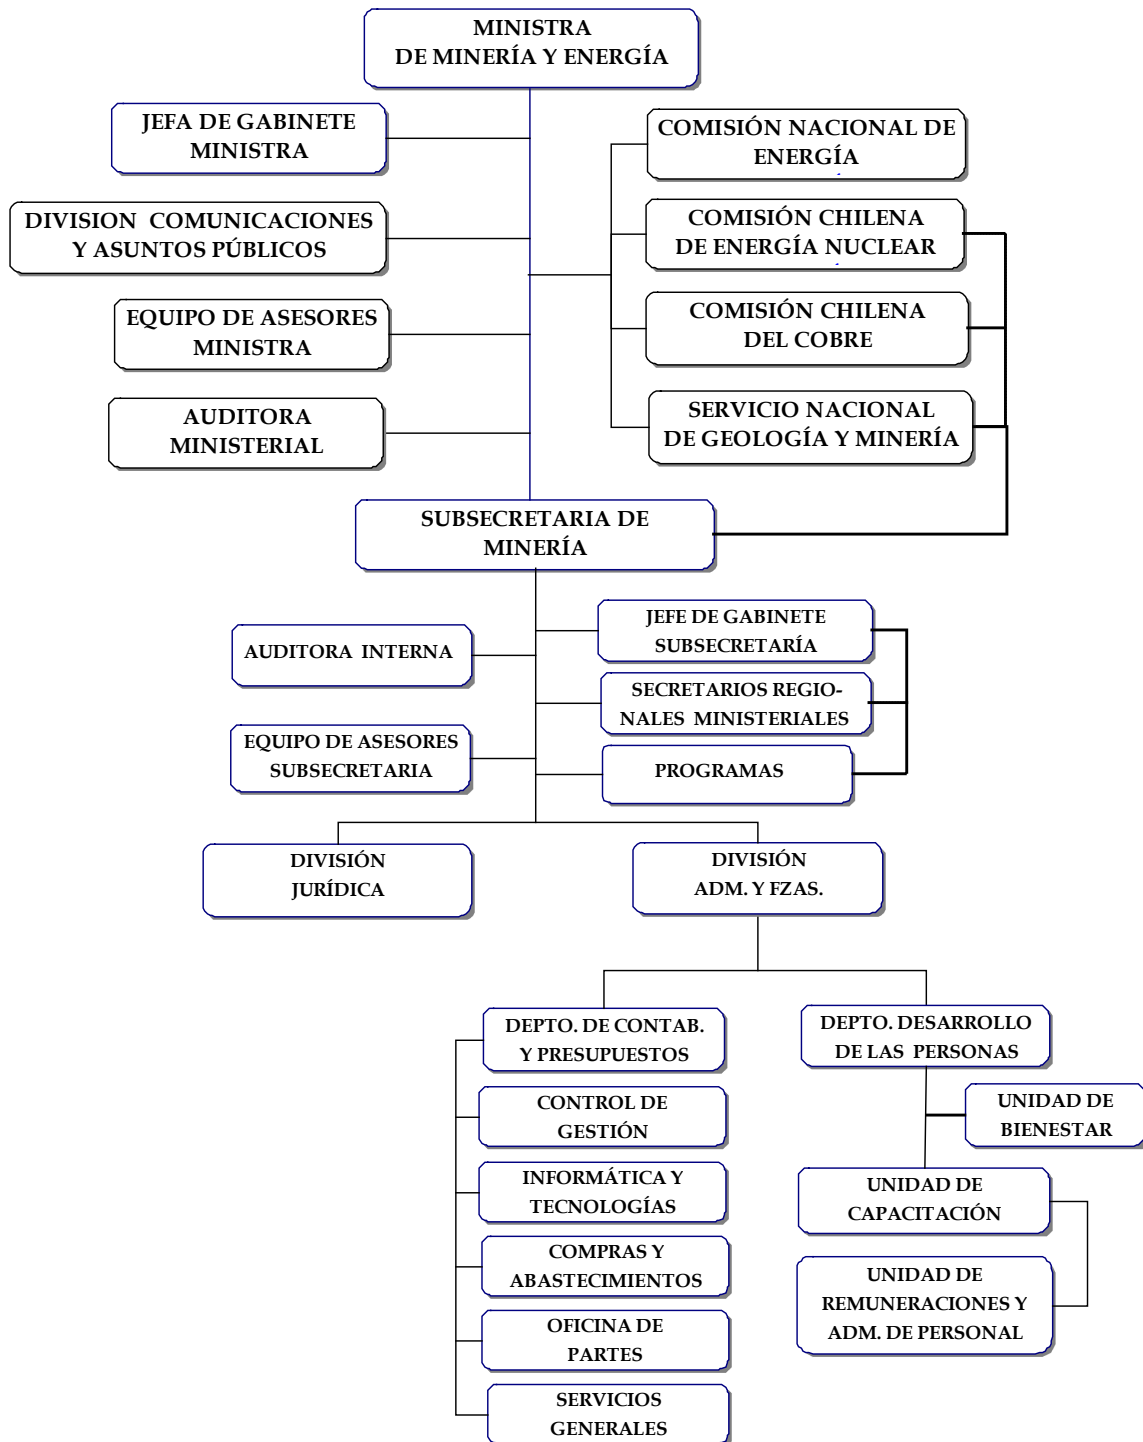 MINISTRA
DE MINERÍA Y ENERGÍA
JEFA DE GABINETE
MINISTRA
DIVISION COMUNICACIONES
Y ASUNTOS PÚBLICOS
EQUIPO DE ASESORES
MINISTRA
AUDITORA
MINISTERIAL
COMISIÓN NACIONAL DE
ENERGÍA
COMISIÓN CHILENA
DE ENERGÍA NUCLEAR
COMISIÓN CHILENA
DEL COBRE
SERVICIO NACIONAL
DE GEOLOGÍA Y MINERÍA
SUBSECRETARIA DE
MINERÍA
AUDITORA INTERNA
EQUIPO DE ASESORES
SUBSECRETARIA
JEFE DE GABINETE
SUBSECRETARÍA
SECRETARIOS REGIO-
NALES MINISTERIALES
PROGRAMAS
DIVISIÓN
JURÍDICA
DIVISIÓN
ADM. Y FZAS.
DEPTO. DE CONTAB.
Y PRESUPUESTOS
CONTROL DE
GESTIÓN
INFORMÁTICA Y
TECNOLOGÍAS
COMPRAS Y
ABASTECIMIENTOS
OFICINA DE
PARTES
SERVICIOS
GENERALES
DEPTO. DESARROLLO
DE LAS PERSONAS
UNIDAD DE
BIENESTAR
UNIDAD DE
CAPACITACIÓN
UNIDAD DE
REMUNERACIONES Y
ADM. DE PERSONAL